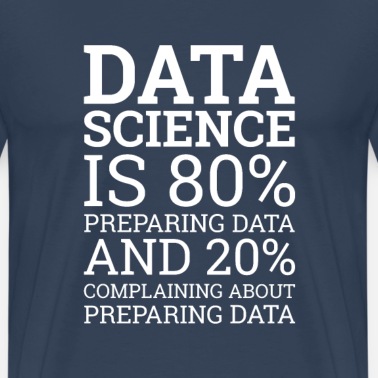 DATA
SCIENCE
IS 80%
PREPARING DATA
AND 20%
COMPLAINING ABOUT
PREPARING DATA